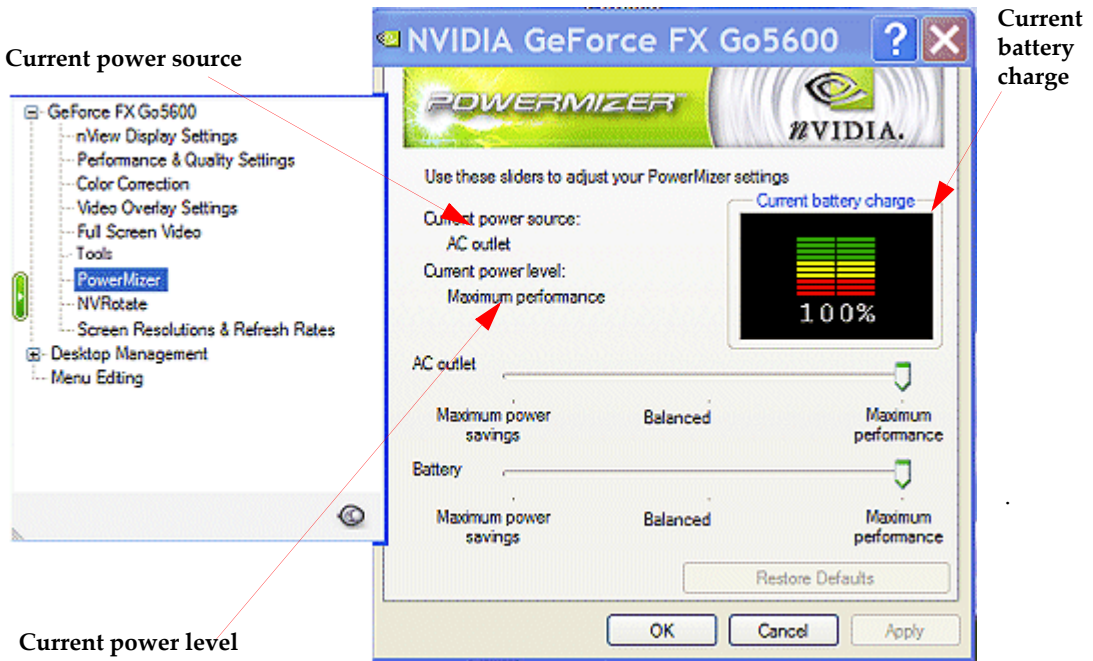 Current power source
Current
battery
charge
NVIDIA GeForce FX Go5600
POWERMIZER
nVIDIA.
GeForce FX Go5600
nView Display Settings
Performance & Quality Settings
Color Correction
Video Overlay Settings
Full Screen Video
Tools
PowerMizer
NVRotate
Screen Resolutions & Refresh Rates
Desktop Management
Menu Editing
Use these sliders to adjust your PowerMizer settings
Current power source:
AC outlet
Current power level:
Maximum performance
Current battery charge
100%
AC outlet
Maximum power
savings
Balanced
Maximum
performance
Battery
Maximum power
savings
Balanced
Maximum
performance
Restore Defaults
OK
Cancel
Apply
Current power level